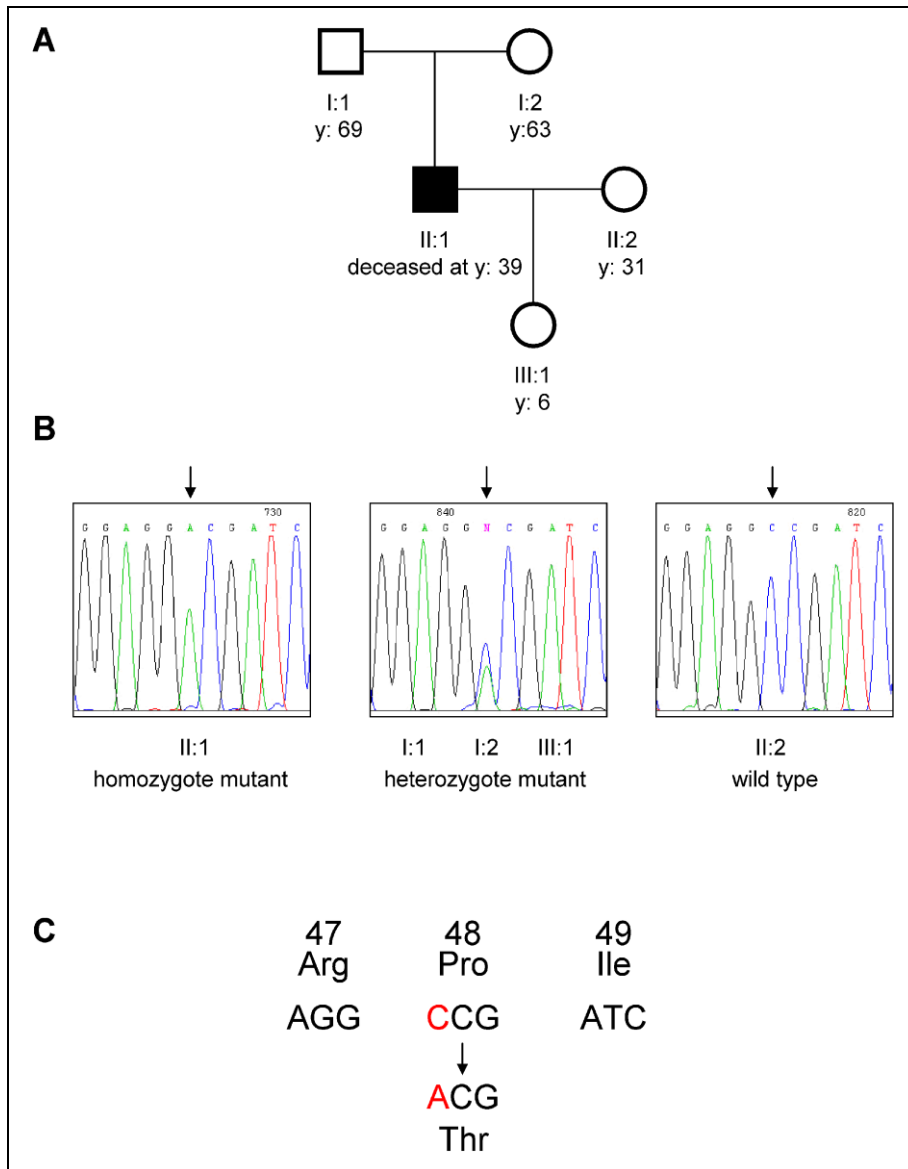 A
I:1
y: 69
I:2
y:63
II:1
deceased at y: 39
II:2
y: 31
III:1
y: 6
B
730
G G A G G A C G A T C
840
G G A G G N C G A T C
820
G G A G G C C G A T C
II:1
homozygote mutant
I:1 I:2 III:1
heterozygote mutant
II:2
wild type
C
47 48 49
Arg Pro Ile
AGG CCG ATC
ACG
Thr